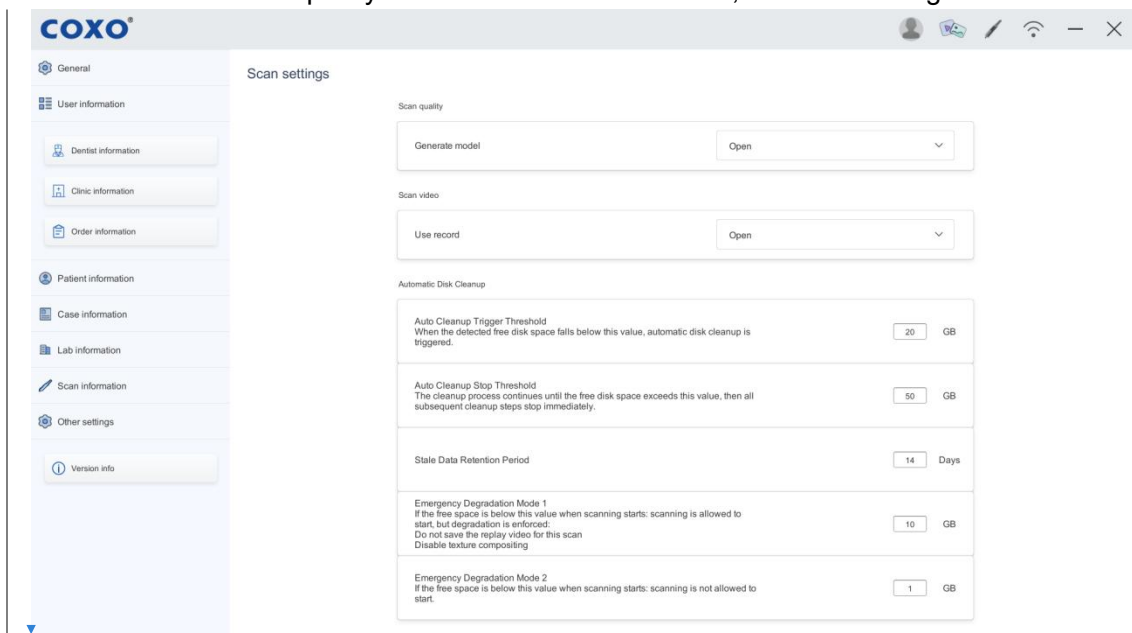 COXO®
General
Scan settings
User information
Scan quality
Dentist information
Generate model
Open
Clinic information
Scan video
Order information
Use record
Open
Patient information
Automatic Disk Cleanup
Case information
Auto Cleanup Trigger Threshold
When the detected free disk space falls below this value, automatic disk cleanup is
triggered.
20 GB
Lab information
Scan information
Auto Cleanup Stop Threshold
The cleanup process continues until the free disk space exceeds this value, then all
subsequent cleanup steps stop immediately.
50 GB
Other settings
Version info
Stale Data Retention Period
14 Days
Emergency Degradation Mode 1
If the free space is below this value when scanning starts: scanning is allowed to
start, but degradation is enforced:
Do not save the replay video for this scan
Disable texture compositing
10 GB
Emergency Degradation Mode 2
If the free space is below this value when scanning starts: scanning is not allowed to
start.
1 GB